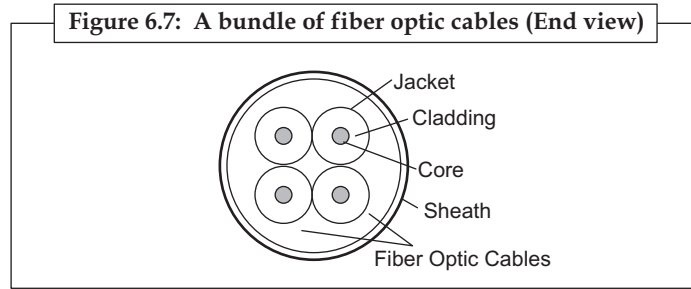 Figure 6.7: A bundle of fiber optic cables (End view)
Jacket
Cladding
Core
Sheath
Fiber Optic Cables